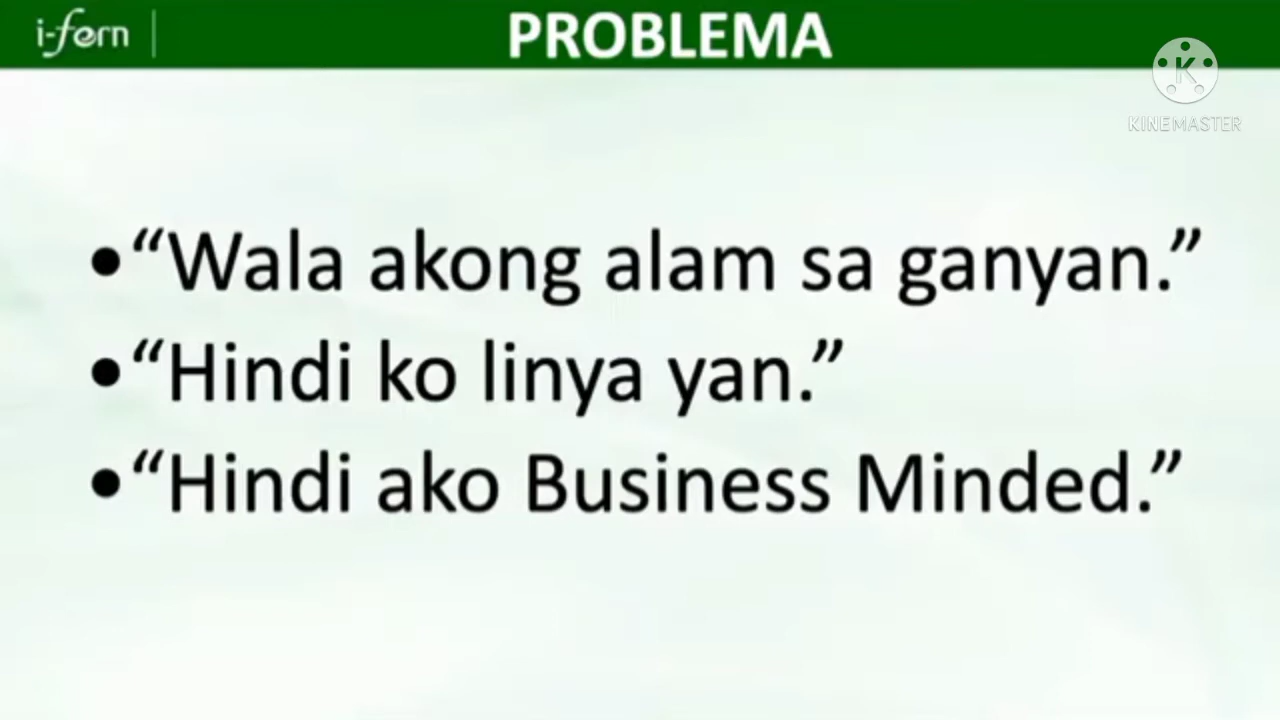 i-fern
PROBLEMA
K
KINEMASTER
•“Wala akong alam sa ganyan.”
•“Hindi ko linya yan.”
•“Hindi ako Business Minded.”